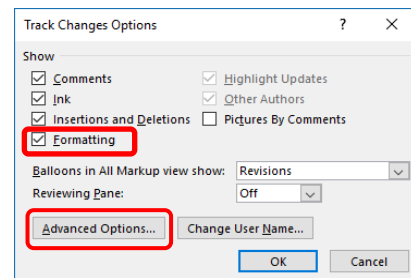 Track Changes Options ? ×
Show
Comments Highlight Updates
Ink Other Authors
Insertions and Deletions Pictures By Comments
Formatting
Balloons in All Markup view show: Revisions
Reviewing Pane: Off
Advanced Options... Change User Name...
OK Cancel